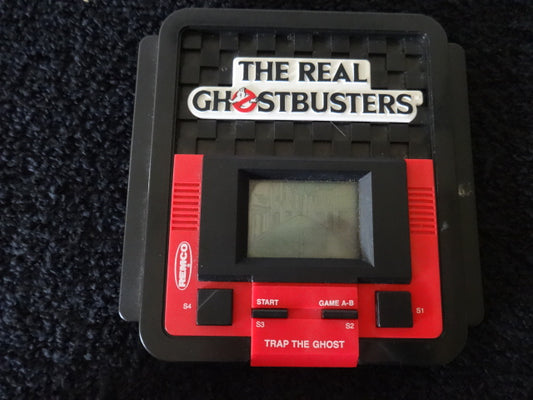 THE REAL
GHOSTBUSTERS
REMCO
S4
START
GAME A-B
S1
S3
S2
TRAP THE GHOST